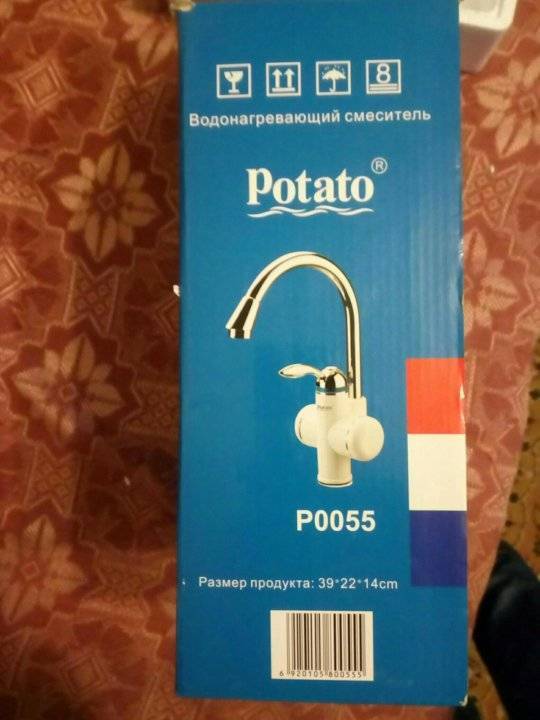 8
Водонагревающий смеситель
Potato®
Potato
P0055
Размер продукта: 39*22*14cm
6 920105 800555